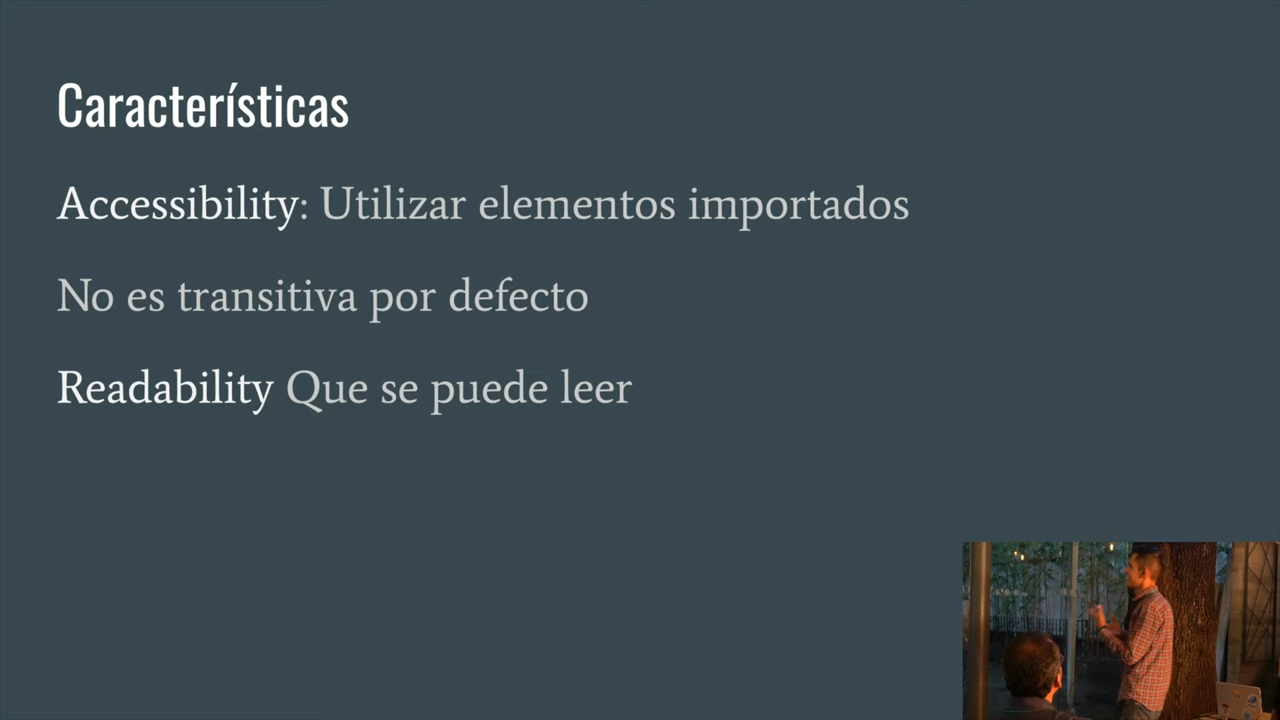 Características
Accessibility: Utilizar elementos importados
No es transitiva por defecto
Readability Que se puede leer